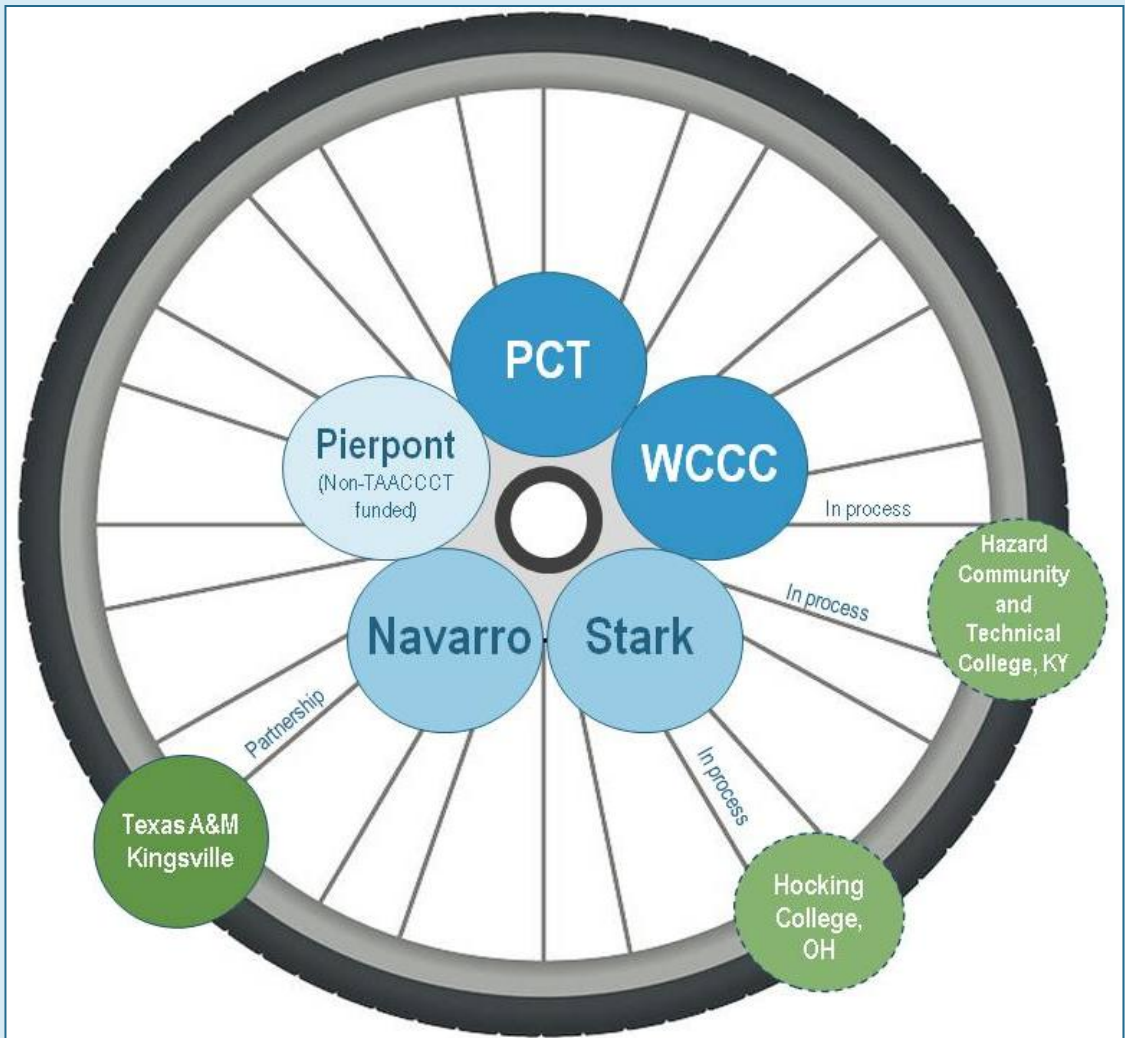 PCT
Pierpont
(Non-TAACCCT
funded)
WCCC
In process
Hazard
Community
and
Technical
College, KY
In process
Navarro
Stark
Partnership
In process
Texas A&M
Kingsville
Hocking
College,
OH